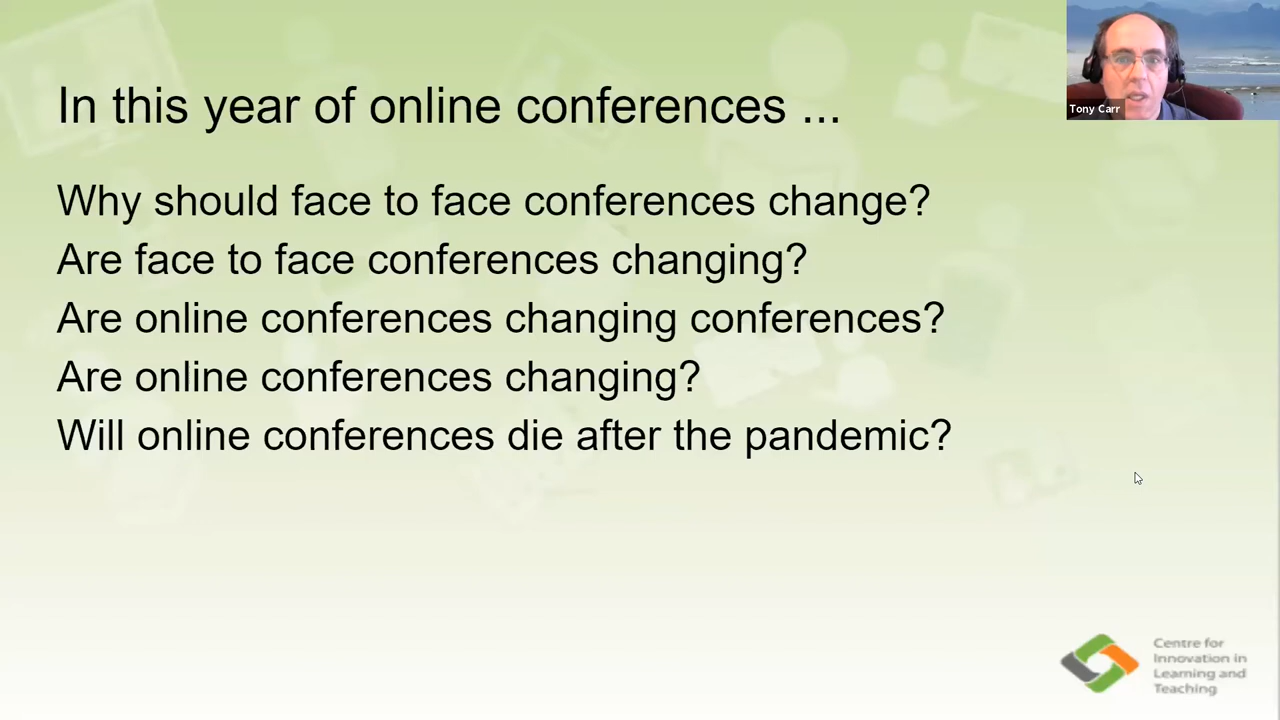 In this year of online conferences ...
Tony Carr
Why should face to face conferences change?
Are face to face conferences changing?
Are online conferences changing conferences?
Are online conferences changing?
Will online conferences die after the pandemic?
Centre for
Innovation in
Learning and
Teaching